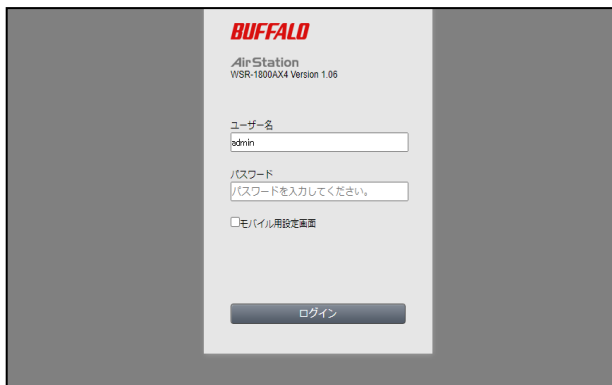 BUFFALO
AirStation
WSR-1800AX4 Version 1.06
ユーザー名
admin
パスワード
パスワードを入力してください。
モバイル用設定画面
ログイン